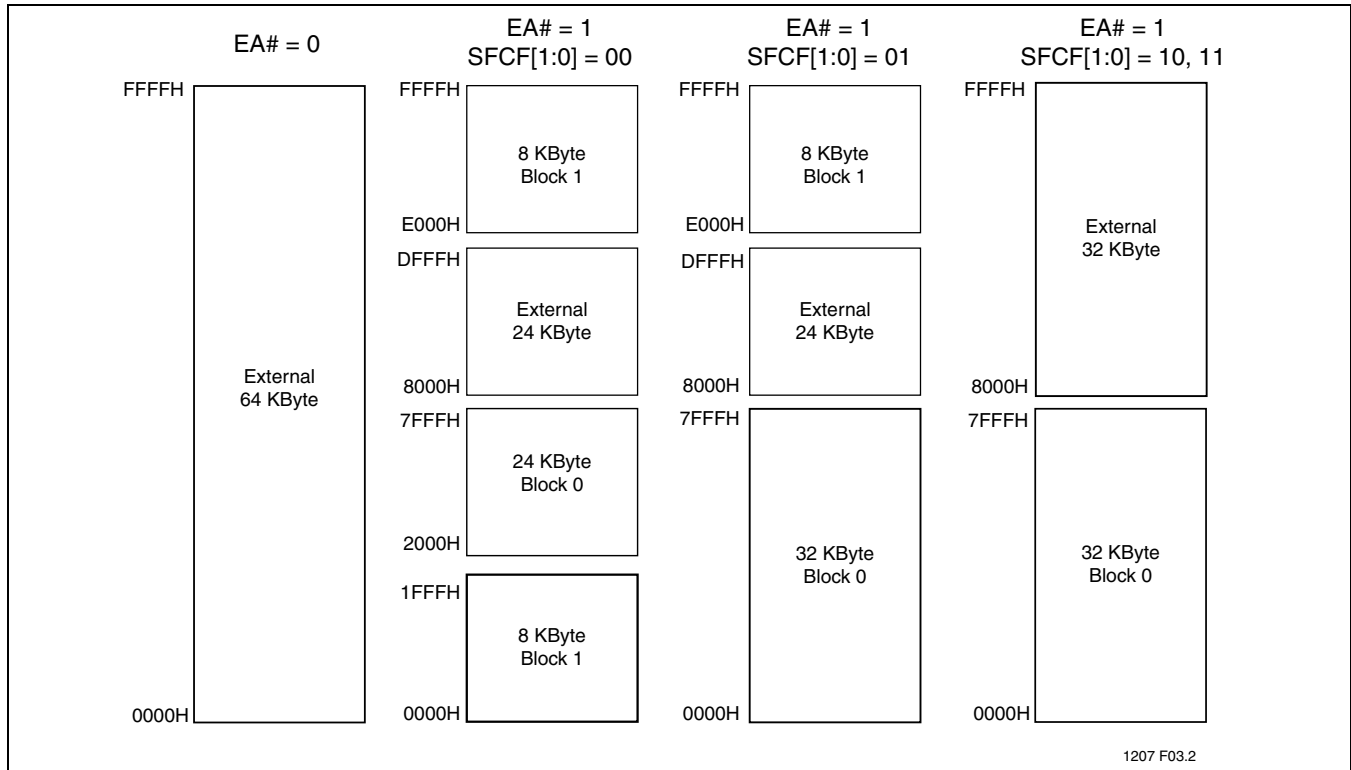 EA# = 0
FFFFH
External
64 KByte
0000H
EA# = 1
SFCF[1:0] = 00
FFFFH
8 KByte
Block 1
E000H
DFFFH
External
24 KByte
8000H
7FFFH
24 KByte
Block 0
2000H
1FFFH
8 KByte
Block 1
0000H
EA# = 1
SFCF[1:0] = 01
FFFFH
8 KByte
Block 1
E000H
DFFFH
External
24 KByte
8000H
7FFFH
32 KByte
Block 0
0000H
EA# = 1
SFCF[1:0] = 10, 11
FFFFH
External
32 KByte
8000H
7FFFH
32 KByte
Block 0
0000H
1207 F03.2